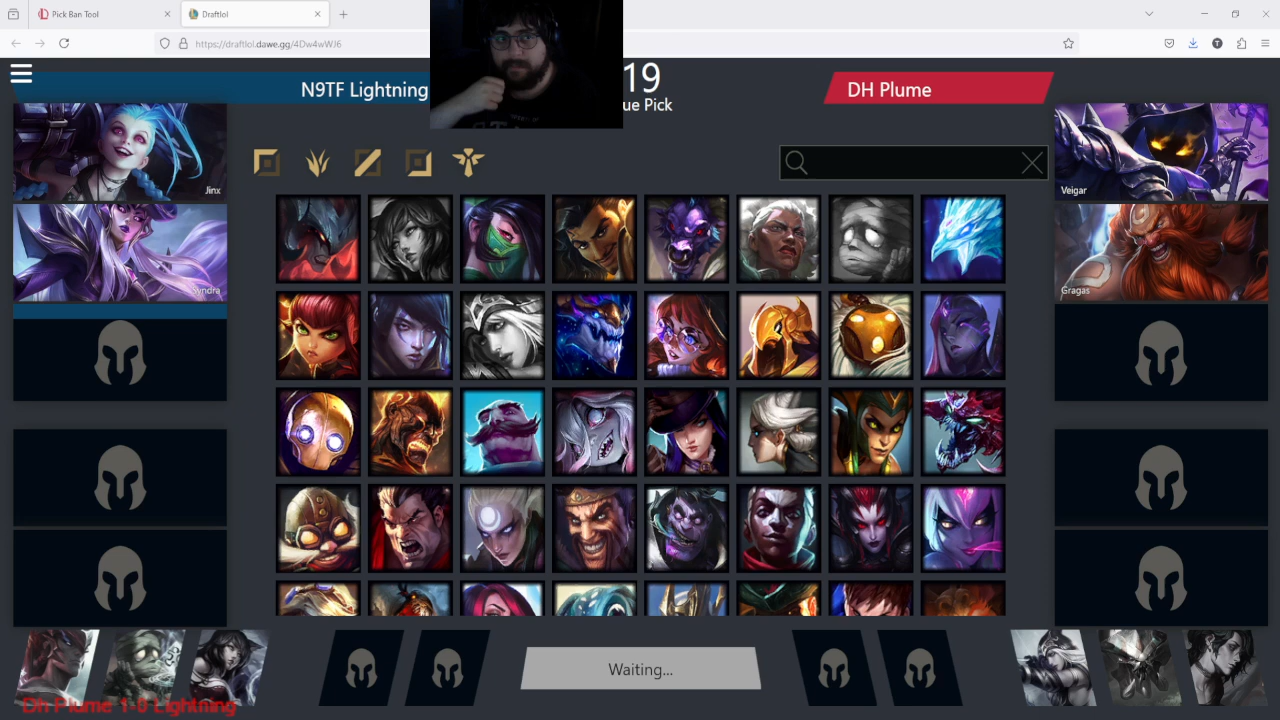 Pick Ban Tool
Draftlol
https://draftlol.dawe.gg/4Dw4wWJ6
N9TF Lightning
19
ue Pick
DH Plume
Jinx
Veigar
Syndra
Gragas
Waiting...
Dh Plume 1-0 Lightning